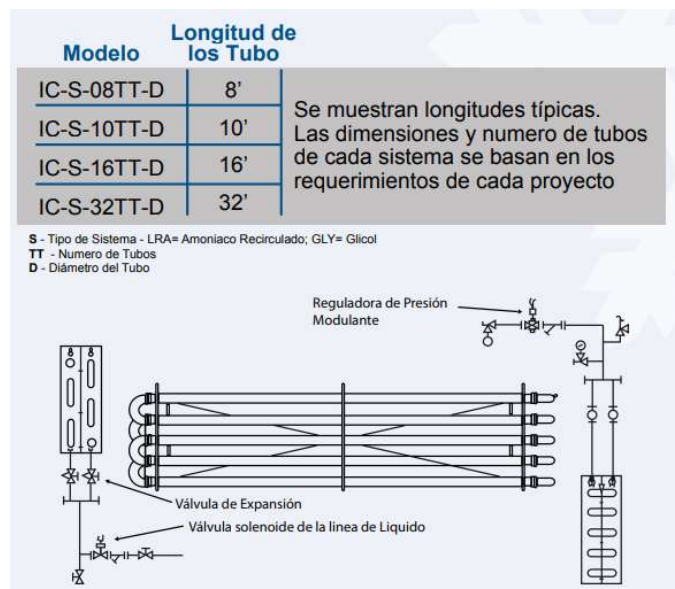 Modelo
Longitud de
los Tubo
IC-S-08TT-D 8'
IC-S-10TT-D 10'
IC-S-16TT-D 16'
IC-S-32TT-D 32'
Se muestran longitudes típicas.
Las dimensiones y numero de tubos
de cada sistema se basan en los
requerimientos de cada proyecto
S - Tipo de Sistema - LRA= Amoniaco Recirculado; GLY= Glicol
TT - Numero de Tubos
D - Diámetro del Tubo
Reguladora de Presión
Modulante
Válvula de Expansión
Válvula solenoide de la linea de Liquido